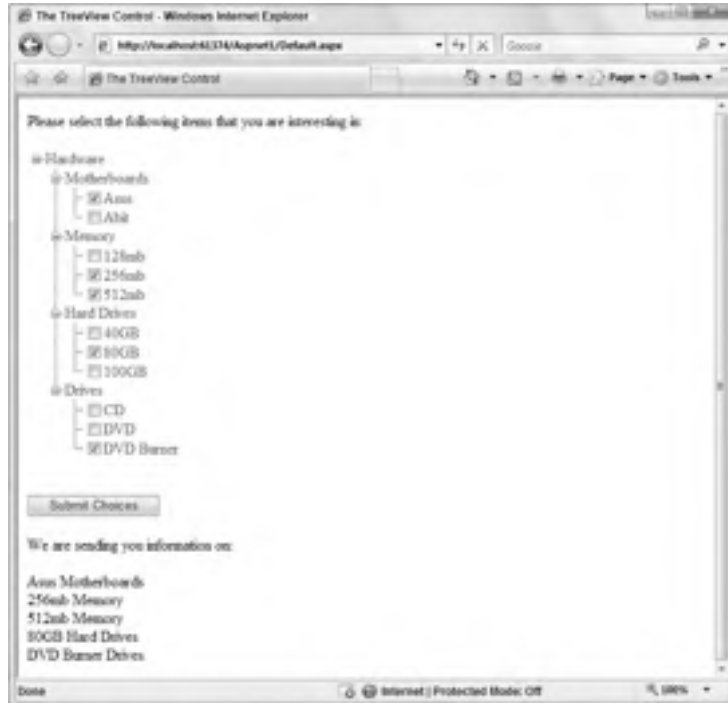 The TreeView Control - Windows Internet Explorer
http://localhost:61374/Aspnet1/Default.aspx
Google
The TreeView Control
Page
Tools
Please select the following items that you are interesting in:
Hardware
Motherboards
Asus
Abit
Memory
128mb
256mb
512mb
Hard Drives
40GB
80GB
100GB
Drives
CD
DVD
DVD Burner
Submit Choices
We are sending you information on:
Asus Motherboards
256mb Memory
512mb Memory
80GB Hard Drives
DVD Burner Drives
Done
Internet | Protected Mode: Off
100%